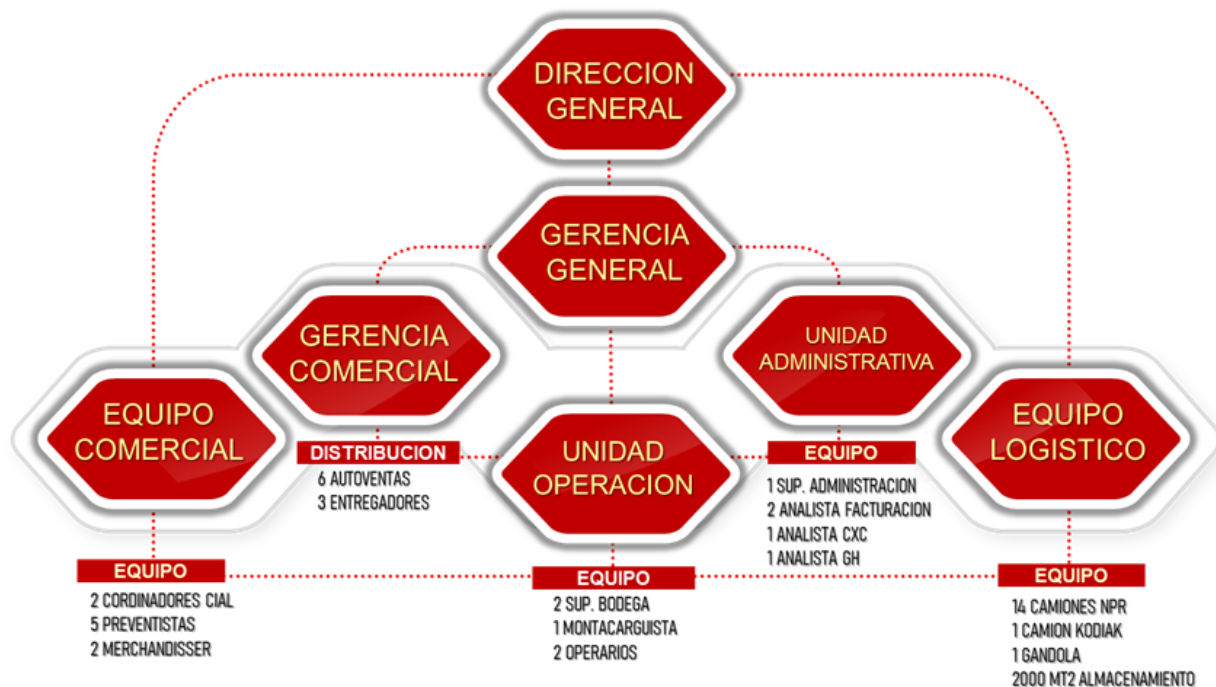 DIRECCION
GENERAL
GERENCIA
GENERAL
GERENCIA
COMERCIAL
UNIDAD
ADMINISTRATIVA
EQUIPO
COMERCIAL
UNIDAD
OPERACION
EQUIPO
LOGISTICO
DISTRIBUCION
6 AUTOVENTAS
3 ENTREGADORES
EQUIPO
1 SUP. ADMINISTRACION
2 ANALISTA FACTURACION
1 ANALISTA CXC
1 ANALISTA GH
EQUIPO
2 CORDINADORES CIAL
5 PREVENTISTAS
2 MERCHANDISSER
EQUIPO
2 SUP. BODEGA
1 MONTACARGUISTA
2 OPERARIOS
EQUIPO
14 CAMIONES NPR
1 CAMION KODIAK
1 GANDOLA
2000 MT2 ALMACENAMIENTO